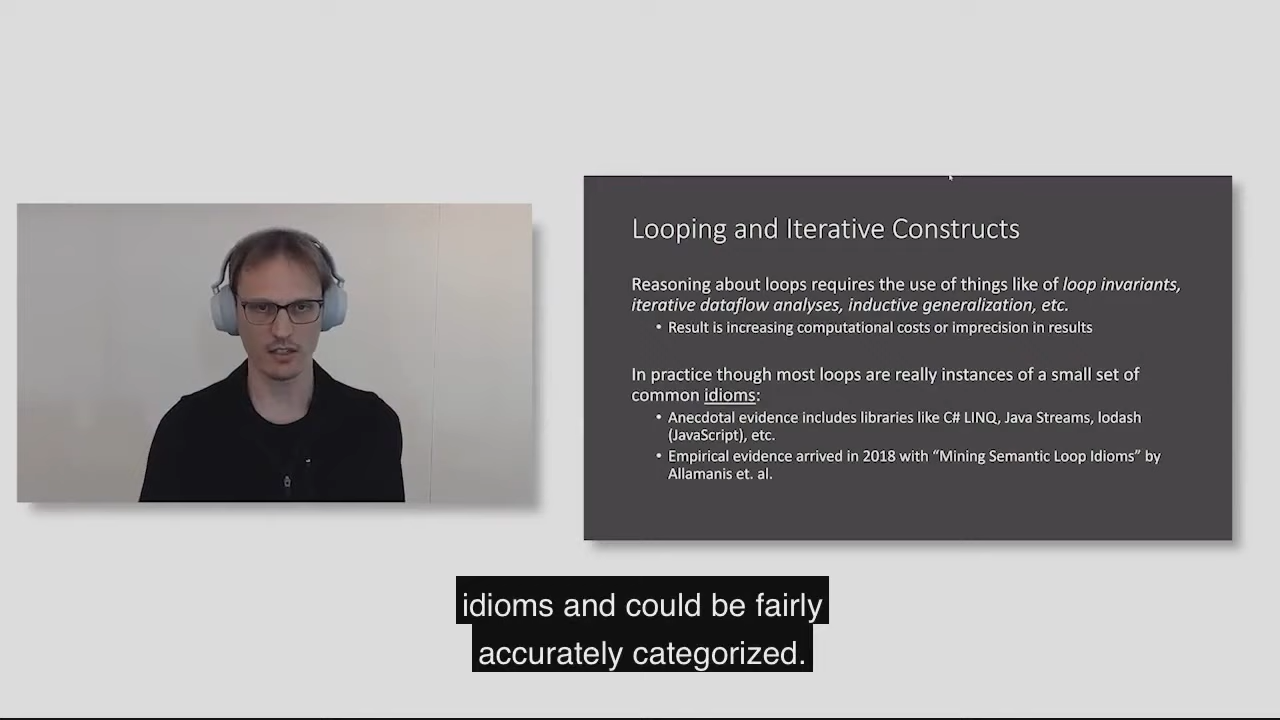 Looping and Iterative Constructs
Reasoning about loops requires the use of things like of loop invariants,
iterative dataflow analyses, inductive generalization, etc.
• Result is increasing computational costs or imprecision in results
In practice though most loops are really instances of a small set of
common idioms:
• Anecdotal evidence includes libraries like C# LINQ, Java Streams, lodash
(JavaScript), etc.
• Empirical evidence arrived in 2018 with “Mining Semantic Loop Idioms” by
Allamanis et. al.
idioms and could be fairly
accurately categorized.